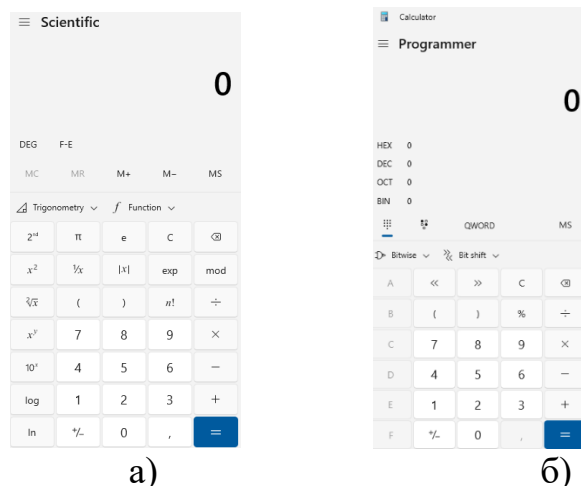 Scientific
0
DEG F-E
MC MR M+ M− MS
Trigonometry f Function
2ⁿᵈ π e C
x² ¹/x |x| exp mod
²√x ( ) n! ÷
xʸ 7 8 9 ×
10ˣ 4 5 6 −
log 1 2 3 +
ln +/− 0 , =
а)
Calculator
Programmer
0
HEX 0
DEC 0
OCT 0
BIN 0
QWORD MS
Bitwise Bit shift
A << >> C
B ( ) % ÷
C 7 8 9 ×
D 4 5 6 −
E 1 2 3 +
F +/− 0 , =
б)